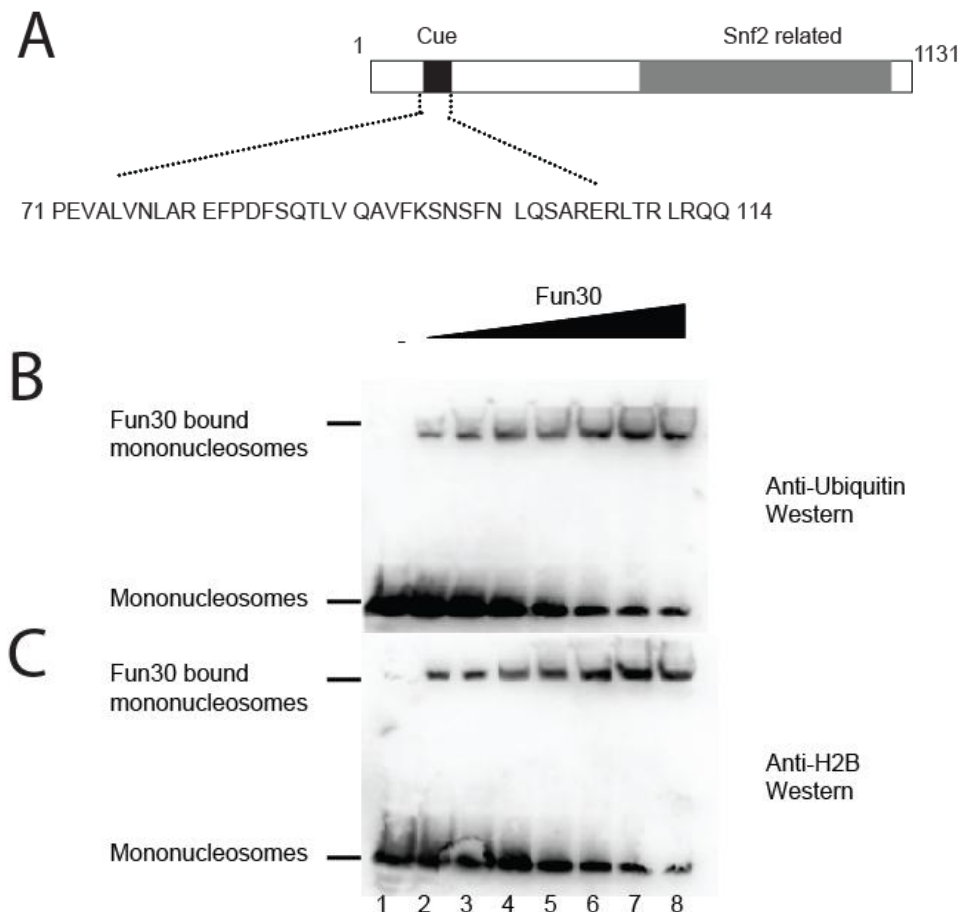 A
1
Cue
Snf2 related
1131
71 PEVALVNLAR EFPDFSQTLV QAVFKSNSFN LQSARERLTR LRQQ 114
Fun30
-
B
Fun30 bound
mononucleosomes
Anti-Ubiquitin
Western
Mononucleosomes
C
Fun30 bound
mononucleosomes
Anti-H2B
Western
Mononucleosomes
1 2 3 4 5 6 7 8